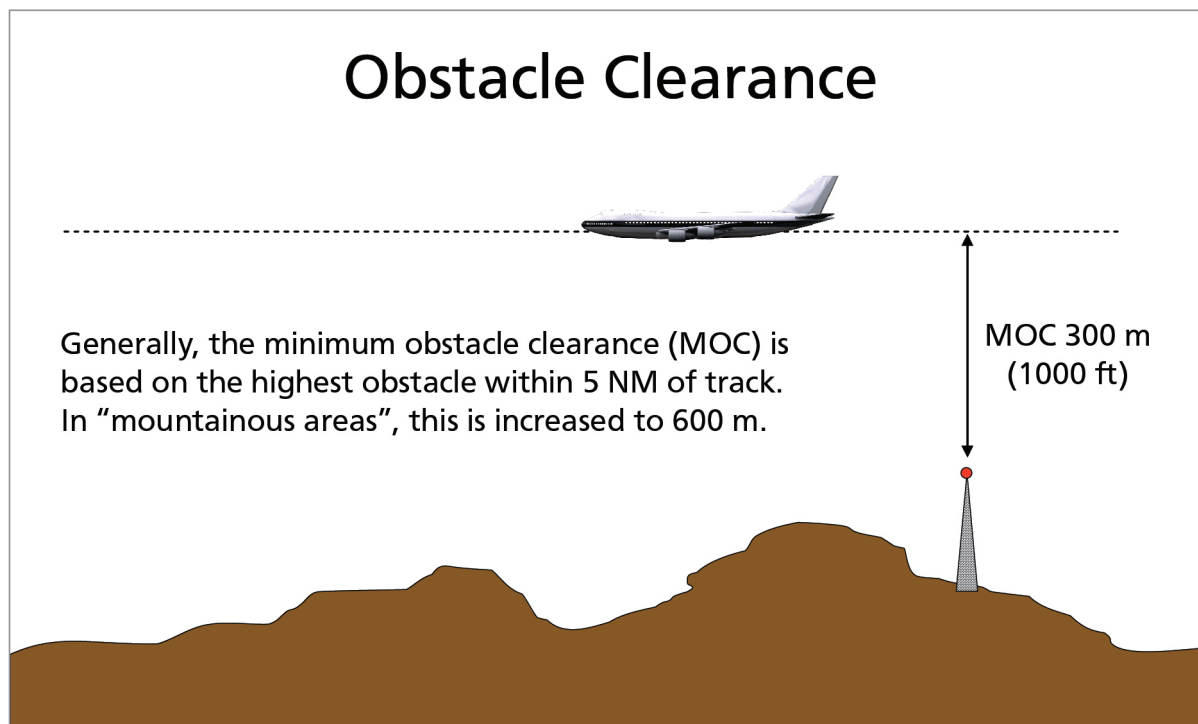 Obstacle Clearance
Generally, the minimum obstacle clearance (MOC) is
based on the highest obstacle within 5 NM of track.
In “mountainous areas”, this is increased to 600 m.
MOC 300 m
(1000 ft)